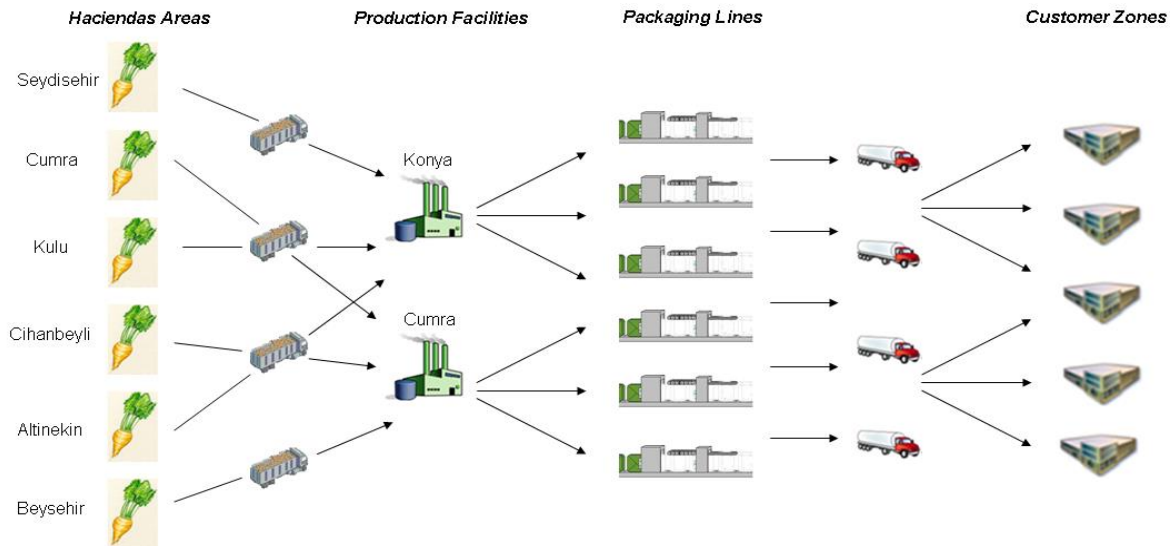 Haciendas Areas
Production Facilities
Packaging Lines
Customer Zones
Seydisehir
Cumra
Kulu
Cihanbeyli
Altinekin
Beysehir
Konya
Cumra